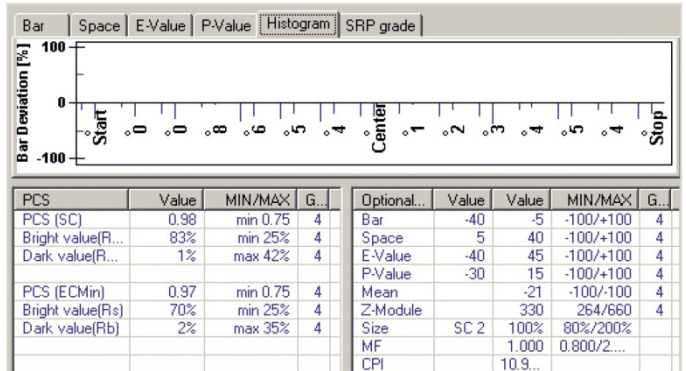 Bar Space E-Value P-Value Histogram SRP grade
Bar Deviation [%]
100
0
-100
Start 0 0 8 6 5 4 Center 1 2 3 4 5 4 Stop
PCS Value MIN/MAX G...
PCS (SC) 0.98 min 0.75 4
Bright value(R... 83% min 25% 4
Dark value(R... 1% max 42% 4
PCS (ECMin) 0.97 min 0.75 4
Bright value(Rs) 70% min 25% 4
Dark value(Rb) 2% max 35% 4
Optional... Value Value MIN/MAX G...
Bar -40 -5 -100/+100 4
Space 5 40 -100/+100 4
E-Value -40 45 -100/+100 4
P-Value -30 15 -100/+100 4
Mean -21 -100/-100 4
Z-Module 330 264/660 4
Size SC 2 100% 80%/200%
MF 1.000 0.800/2....
CPI 10.9...